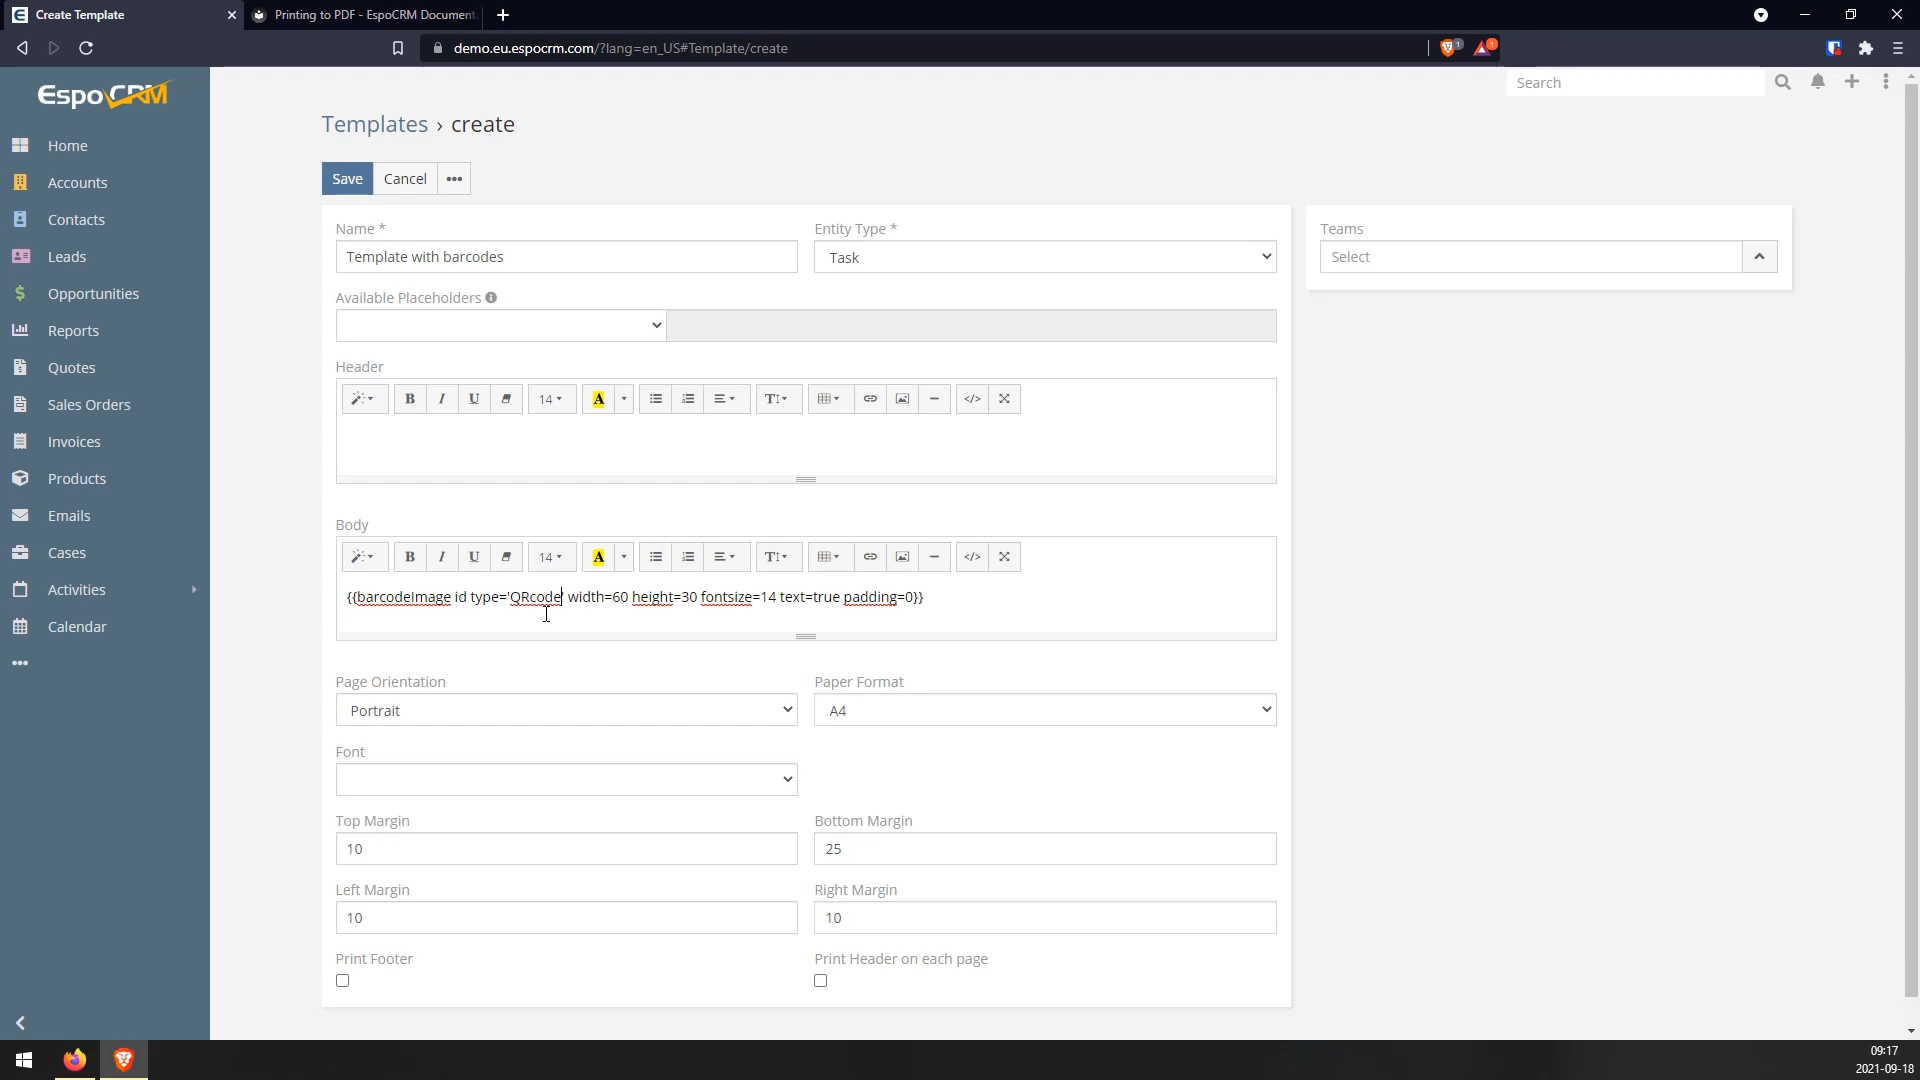 Create Template
Printing to PDF - EspoCRM Document
demo.eu.espocrm.com/?lang=en_US#Template/create
1
1
EspoCRM
Search
Home
Accounts
Contacts
Leads
Opportunities
Reports
Quotes
Sales Orders
Invoices
Products
Emails
Cases
Activities
Calendar
Templates › create
Save
Cancel
Name *
Template with barcodes
Entity Type *
Task
Teams
Select
Available Placeholders
Header
B I U 14 A T </>
Body
B I U 14 A T </>
{{barcodeImage id type='QRcode' width=60 height=30 fontsize=14 text=true padding=0}}
Page Orientation
Portrait
Paper Format
A4
Font
Top Margin
10
Bottom Margin
25
Left Margin
10
Right Margin
10
Print Footer
Print Header on each page
09:17
2021-09-18